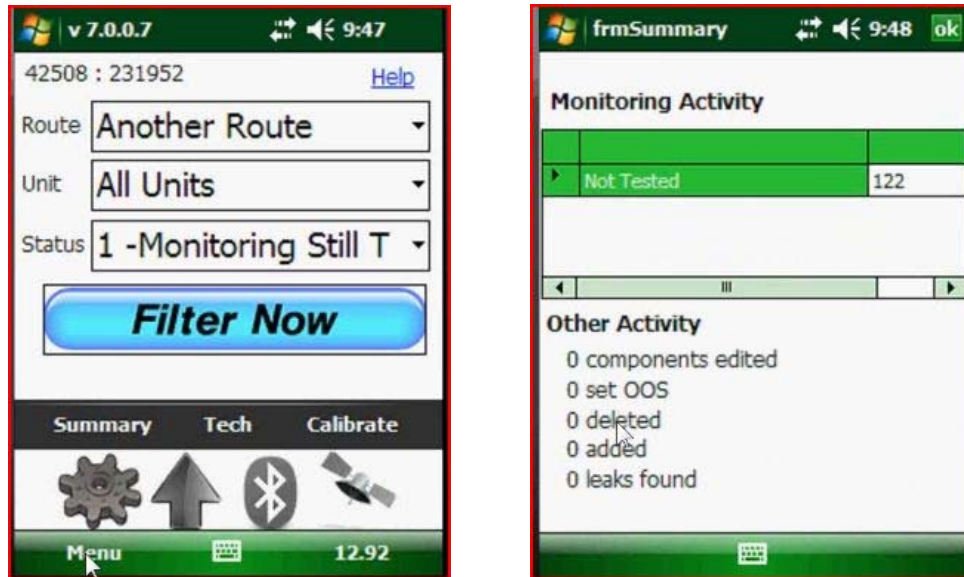 v 7.0.0.7 9:47
42508 : 231952 Help
Route Another Route
Unit All Units
Status 1 -Monitoring Still T
Filter Now
Summary Tech Calibrate
Menu 12.92
frmSummary 9:48 ok
Monitoring Activity
Not Tested 122
Other Activity
0 components edited
0 set OOS
0 deleted
0 added
0 leaks found